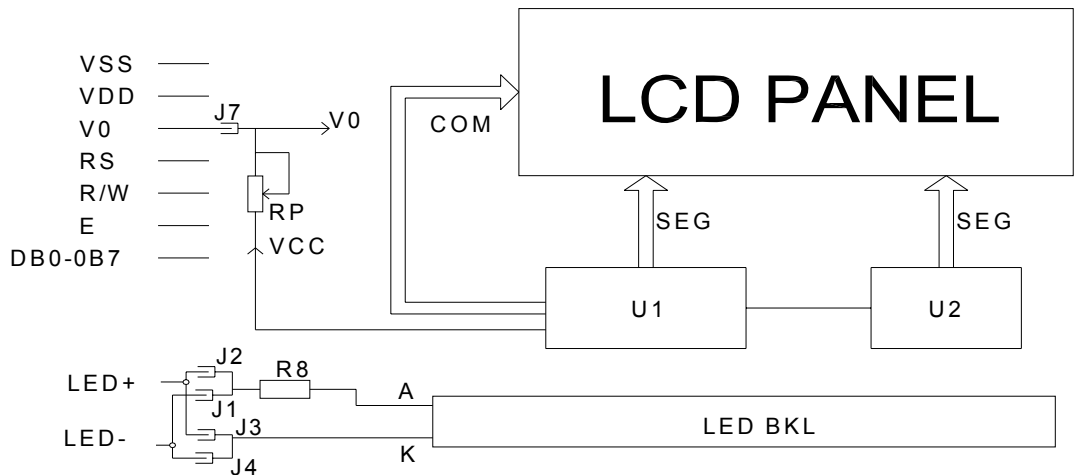 VSS
VDD
V0
J7
V0
RS
R/W
RP
E
VCC
DB0-0B7
COM
LCD PANEL
SEG
SEG
U1
U2
LED+
J2
J1
R8
A
LED BKL
LED-
J3
J4
K